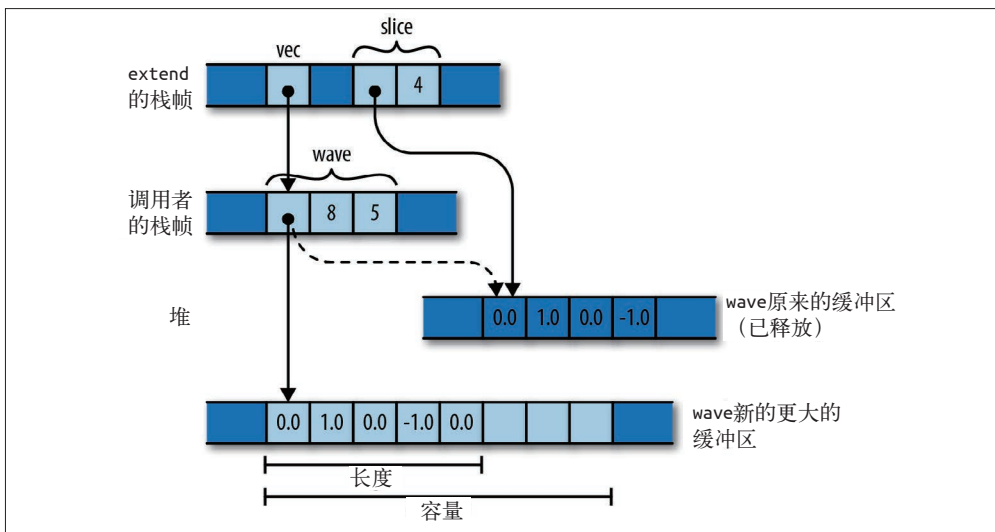 vec
slice
extend
的栈帧
4
wave
调用者
的栈帧
8 5
堆
0.0 1.0 0.0 -1.0
wave原来的缓冲区
（已释放）
0.0 1.0 0.0 -1.0 0.0
wave新的更大的
缓冲区
长度
容量